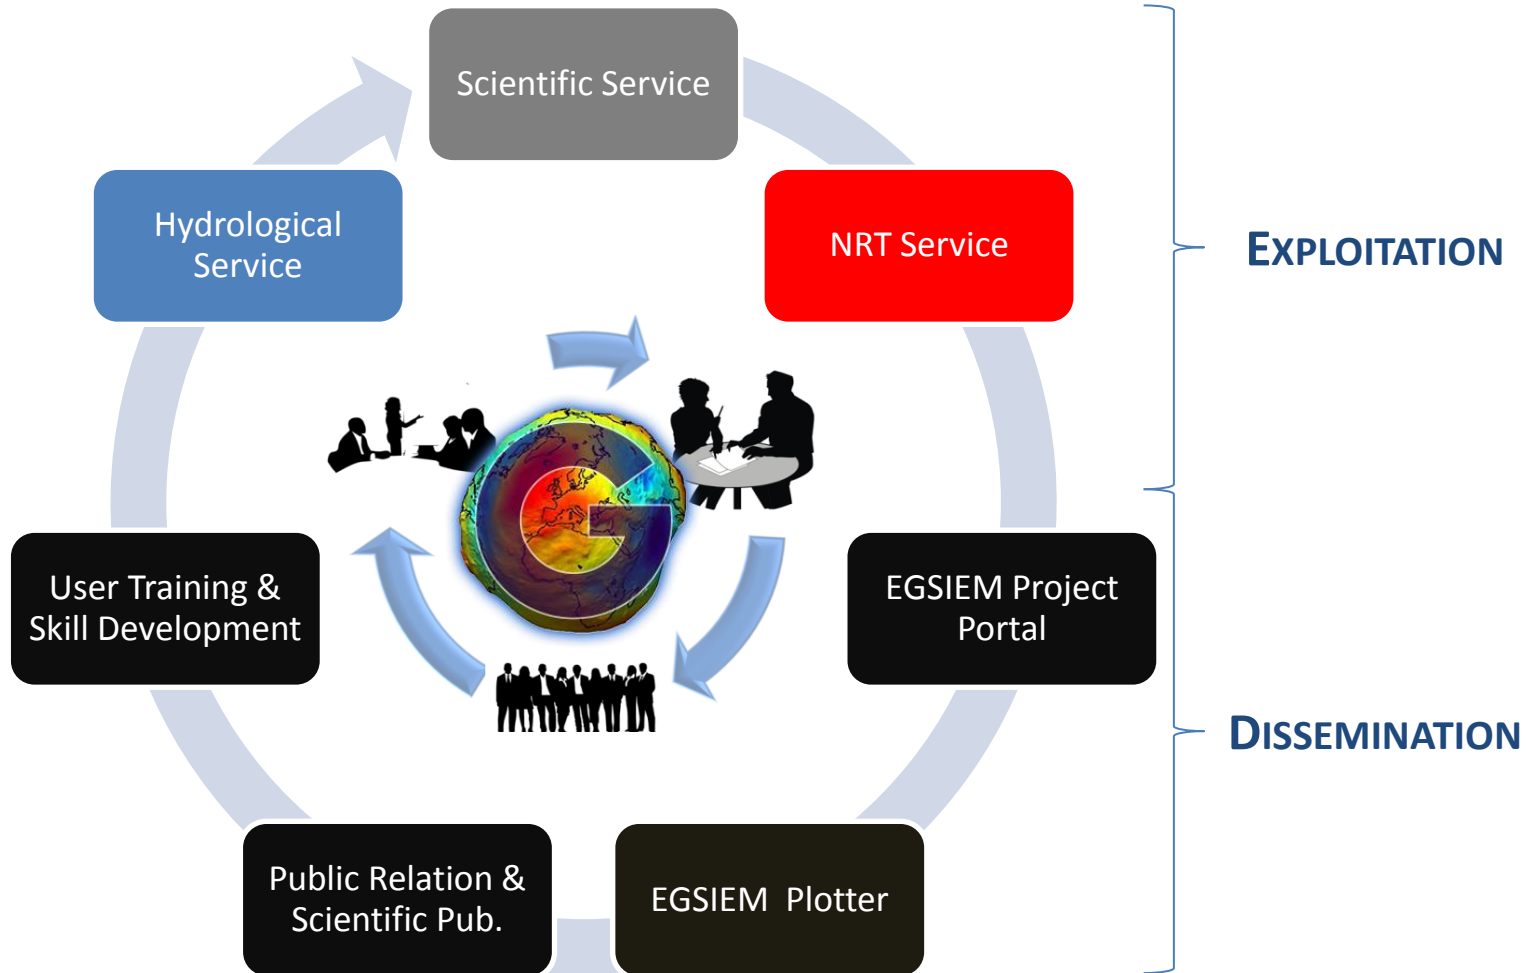 Scientific Service
Hydrological
Service
NRT Service
EXPLOITATION
G
User Training &
Skill Development
EGSIEM Project
Portal
DISSEMINATION
Public Relation &
Scientific Pub.
EGSIEM  Plotter